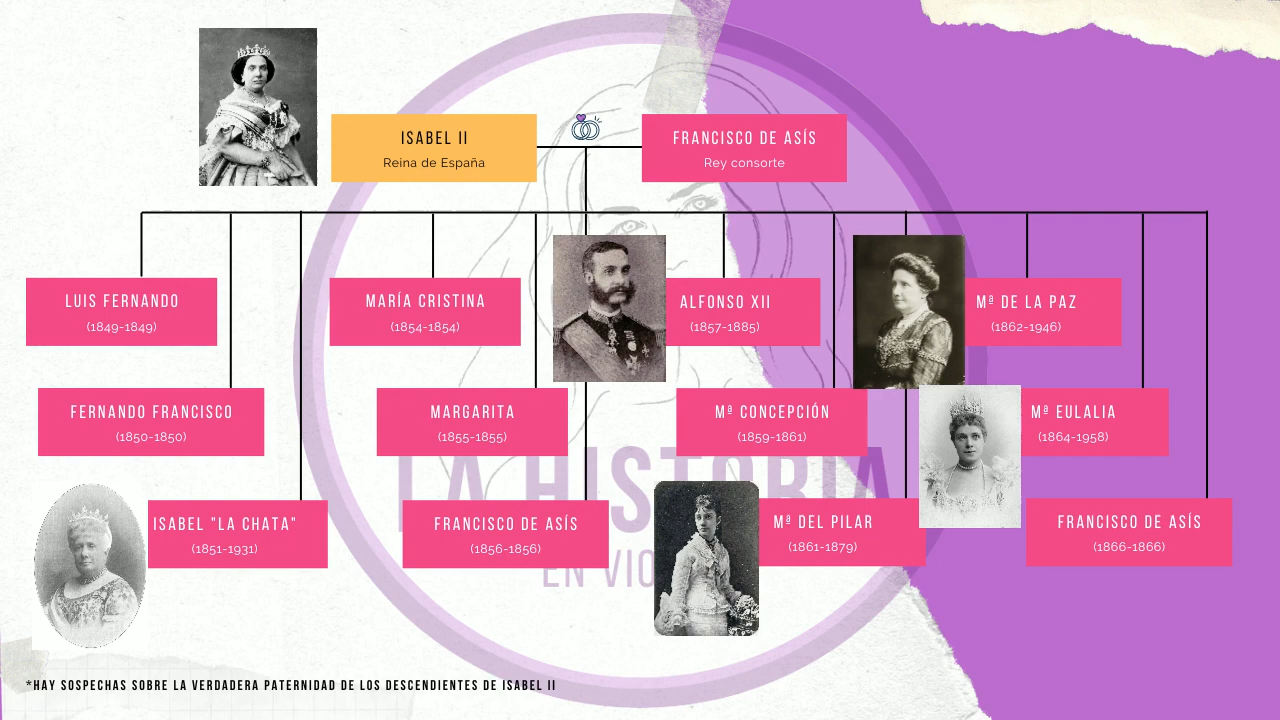 ISABEL II
Reina de España
FRANCISCO DE ASÍS
Rey consorte
LUIS FERNANDO
(1849-1849)
MARÍA CRISTINA
(1854-1854)
ALFONSO XII
(1857-1885)
Mª DE LA PAZ
(1862-1946)
FERNANDO FRANCISCO
(1850-1850)
MARGARITA
(1855-1855)
Mª CONCEPCIÓN
(1859-1861)
Mª EULALIA
(1864-1958)
ISABEL "LA CHATA"
(1851-1931)
FRANCISCO DE ASÍS
(1856-1856)
Mª DEL PILAR
(1861-1879)
FRANCISCO DE ASÍS
(1866-1866)
LA HISTORIA
EN
*HAY SOSPECHAS SOBRE LA VERDADERA PATERNIDAD DE LOS DESCENDIENTES DE ISABEL II